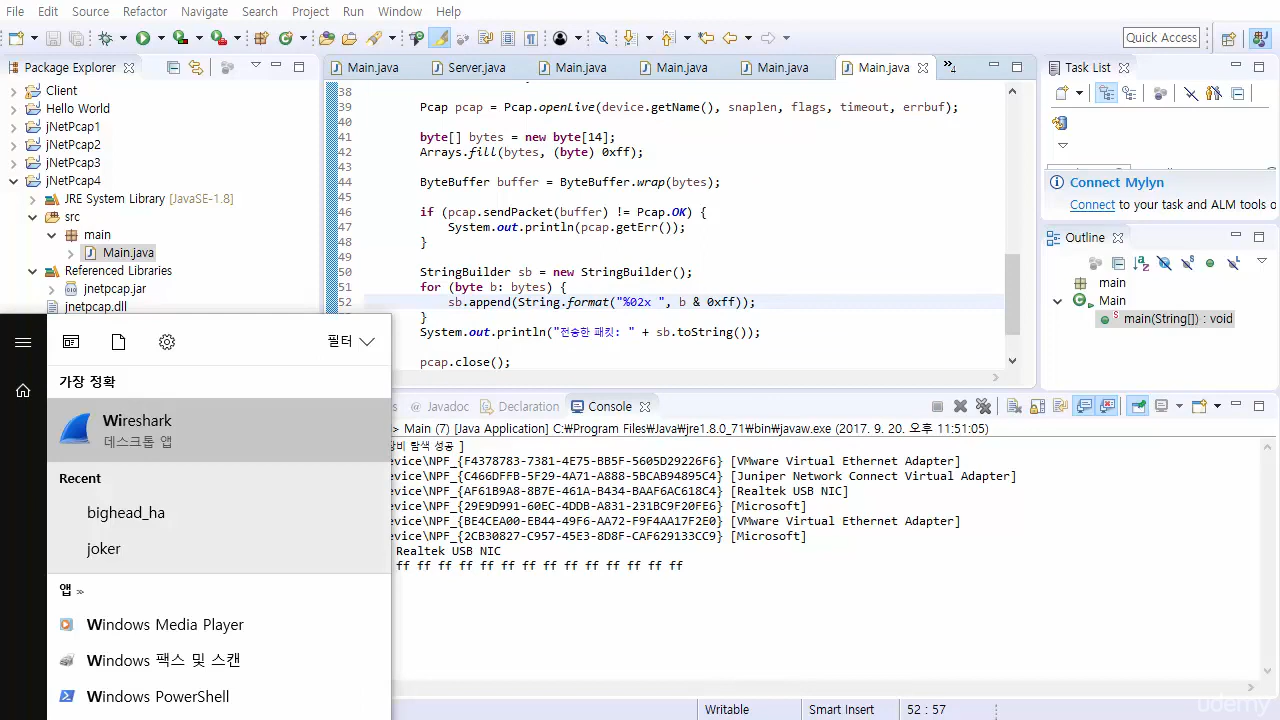 File Edit Source Refactor Navigate Search Project Run Window Help
Quick Access
Package Explorer
Client
Hello World
jNetPcap1
jNetPcap2
jNetPcap3
jNetPcap4
JRE System Library [JavaSE-1.8]
src
main
Main.java
Referenced Libraries
jnetpcap.jar
jnetpcap.dll
Main.java Server.java Main.java Main.java Main.java Main.java »4
38
39 Pcap pcap = Pcap.openLive(device.getName(), snaplen, flags, timeout, errbuf);
40
41 byte[] bytes = new byte[14];
42 Arrays.fill(bytes, (byte) 0xff);
43
44 ByteBuffer buffer = ByteBuffer.wrap(bytes);
45
46 if (pcap.sendPacket(buffer) != Pcap.OK) {
47 System.out.println(pcap.getErr());
48 }
49
50 StringBuilder sb = new StringBuilder();
51 for (byte b: bytes) {
52 sb.append(String.format("%02x ", b & 0xff));
}
System.out.println("전송한 패킷: " + sb.toString());
pcap.close();
Task List
Connect Mylyn
Connect to your task and ALM tools o
Outline
main
Main
main(String[]) : void
필터
가장 정확
Wireshark
데스크톱 앱
Recent
bighead_ha
joker
앱 »
Windows Media Player
Windows 팩스 및 스캔
Windows PowerShell
s @ Javadoc Declaration Console
> Main (7) [Java Application] C:₩Program Files₩Java₩jre1.8.0_71₩bin₩javaw.exe (2017. 9. 20. 오후 11:51:05)
장비 탐색 성공 ]
evice\NPF_{F4378783-7381-4E75-BB5F-5605D29226F6} [VMware Virtual Ethernet Adapter]
evice\NPF_{C466DFFB-5F29-4A71-A888-5BCAB94895C4} [Juniper Network Connect Virtual Adapter]
evice\NPF_{AF61B9A8-8B7E-461A-B434-BAAF6AC618C4} [Realtek USB NIC]
evice\NPF_{29E9D991-60EC-4DDB-A831-231BC9F20FE6} [Microsoft]
evice\NPF_{BE4CEA00-EB44-49F6-AA72-F9F4AA17F2E0} [VMware Virtual Ethernet Adapter]
evice\NPF_{2CB30827-C957-45E3-8D8F-CAF629133CC9} [Microsoft]
Realtek USB NIC
ff ff ff ff ff ff ff ff ff ff ff ff ff ff
Writable Smart Insert 52 : 57
udemy